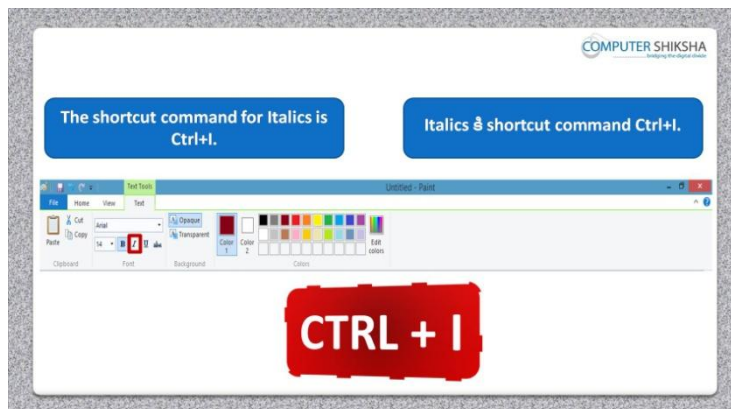 COMPUTER SHIKSHA
bridging the digital divide
The shortcut command for Italics is
Ctrl+I.
Italics ਕੀ shortcut command Ctrl+I.
Text Tools
Untitled - Paint
File Home View Text
Paste
Cut
Copy
Clipboard
Arial
14 B I U abc
Font
Opaque
Transparent
Background
Color 1
Color 2
Edit colors
Colors
CTRL + I